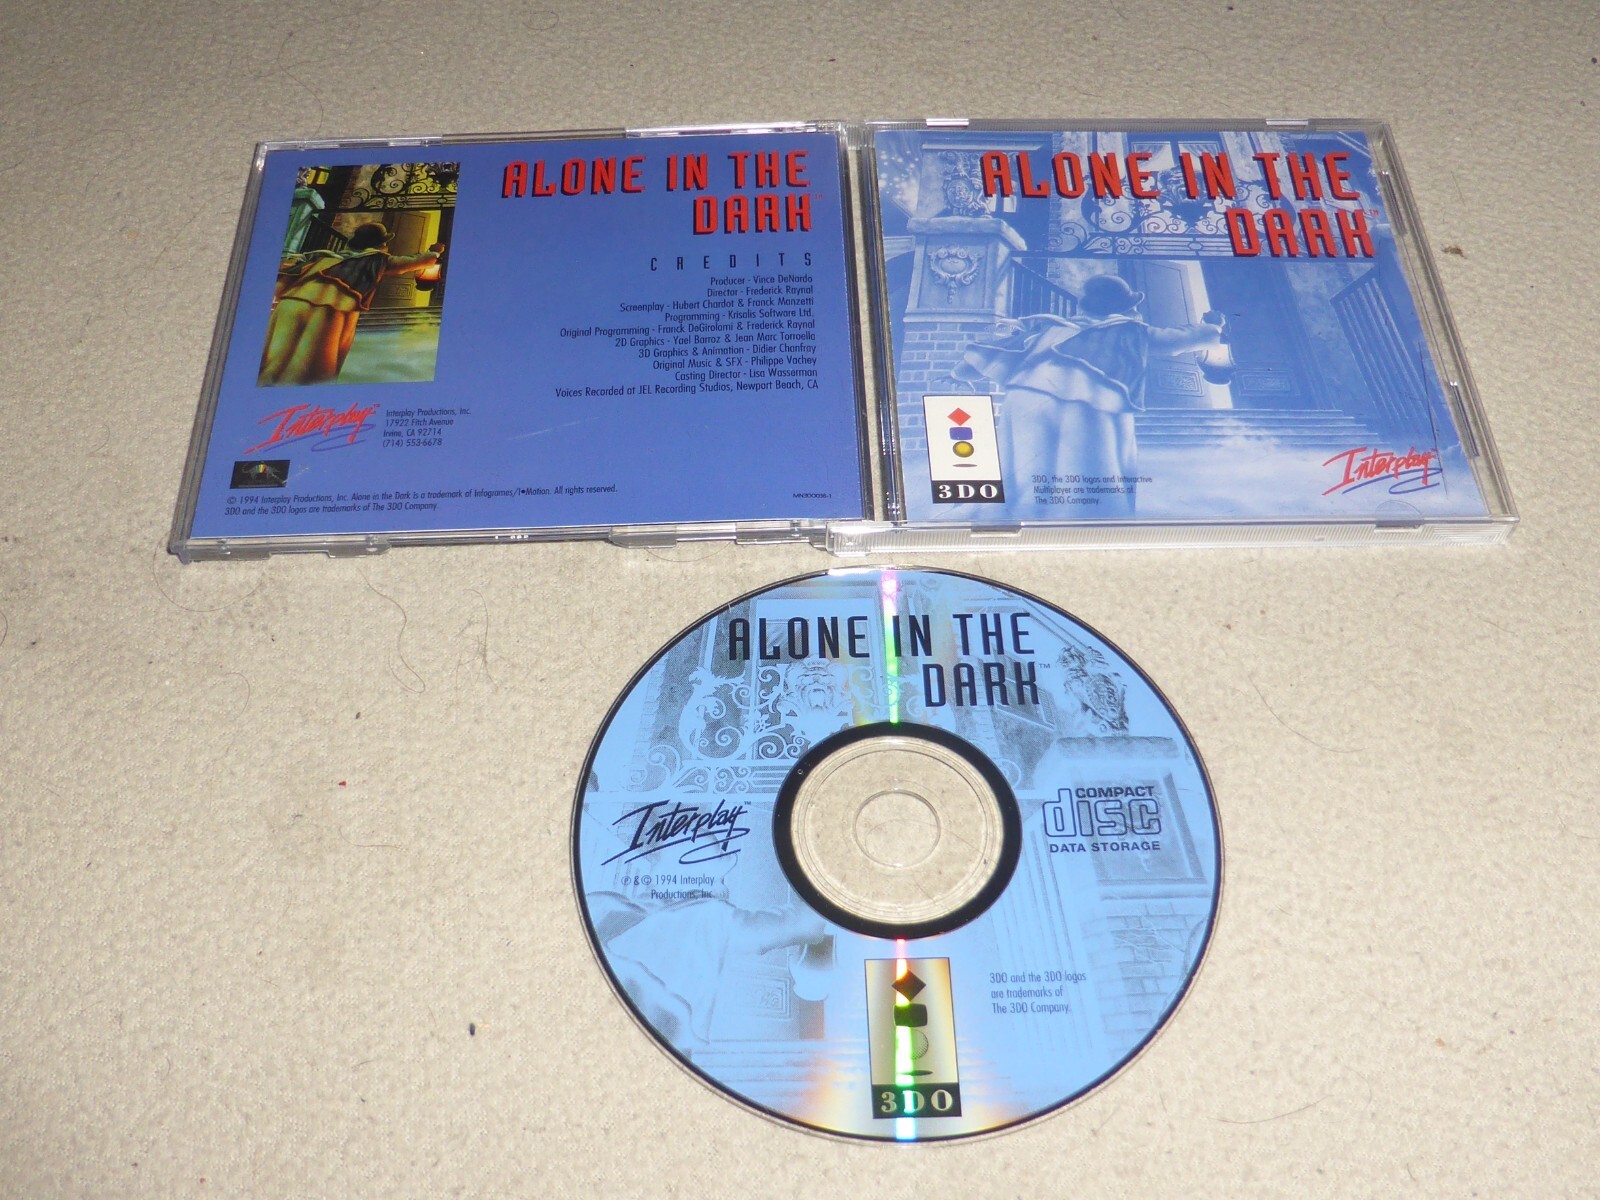 ALONE IN THE
DARK™
CREDITS
Producer - Vince DeNardo
Director - Frederick Raynal
Screenplay - Hubert Chardot & Franck Manzetti
Programming - Krisalis Software Ltd.
Original Programming - Franck DeGirolami & Frederick Raynal
2D Graphics - Yael Barroz & Jean Marc Torroella
3D Graphics & Animation - Didier Chanfray
Original Music & SFX - Philippe Vachey
Casting Director - Lisa Wasserman
Voices Recorded at JEL Recording Studios, Newport Beach, CA
Interplay™
Interplay Productions, Inc.
17922 Fitch Avenue
Irvine, CA 92714
(714) 553-6678
© 1994 Interplay Productions, Inc. Alone in the Dark is a trademark of Infogrames/I•Motion. All rights reserved.
3DO and the 3DO logos are trademarks of The 3DO Company.
ALONE IN THE
DARK™
3DO
3DO, the 3DO logos and Interactive
Multiplayer are trademarks of
The 3DO Company.
Interplay™
ALONE IN THE
DARK™
Interplay™
COMPACT
disc
DATA STORAGE
℗ & © 1994 Interplay
Productions, Inc.
3DO and the 3DO logos
are trademarks of
The 3DO Company.
3DO